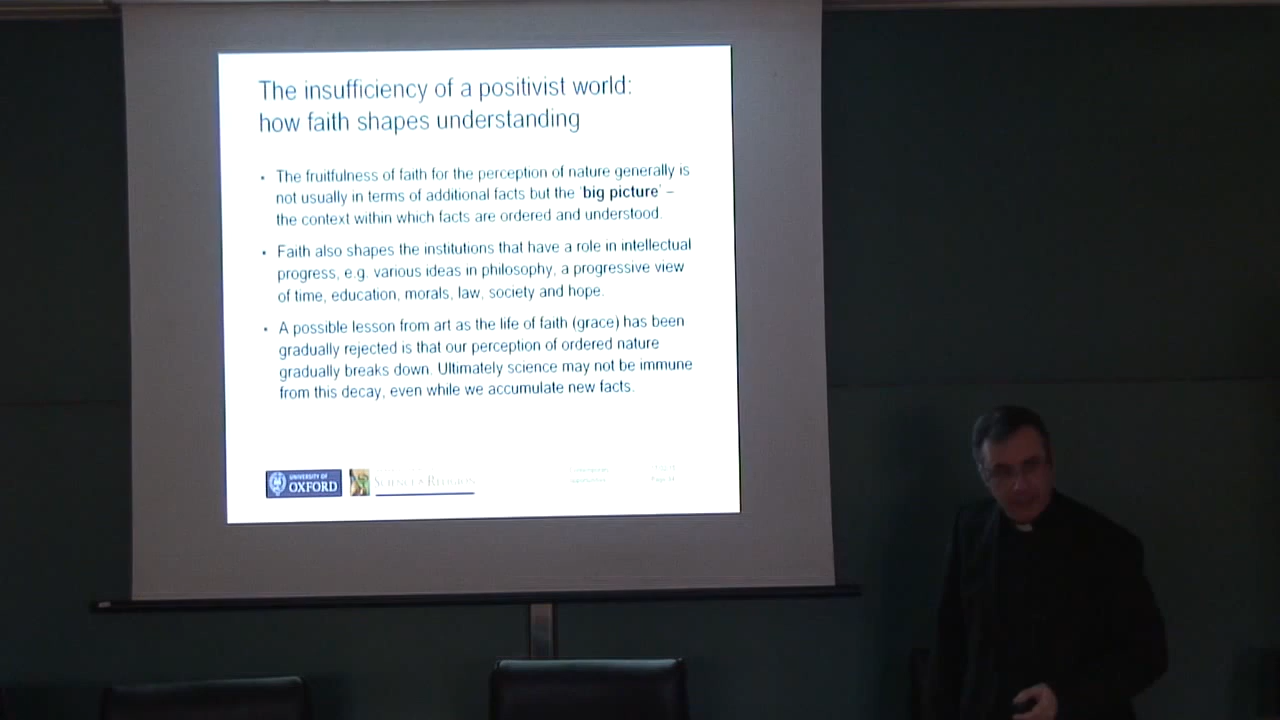 The insufficiency of a positivist world:
how faith shapes understanding
• The fruitfulness of faith for the perception of nature generally is
not usually in terms of additional facts but the 'big picture' –
the context within which facts are ordered and understood.
• Faith also shapes the institutions that have a role in intellectual
progress, e.g. various ideas in philosophy, a progressive view
of time, education, morals, law, society and hope.
• A possible lesson from art as the life of faith (grace) has been
gradually rejected is that our perception of ordered nature
gradually breaks down. Ultimately science may not be immune
from this decay, even while we accumulate new facts.
UNIVERSITY OF
OXFORD
SCIENCE RELIGION